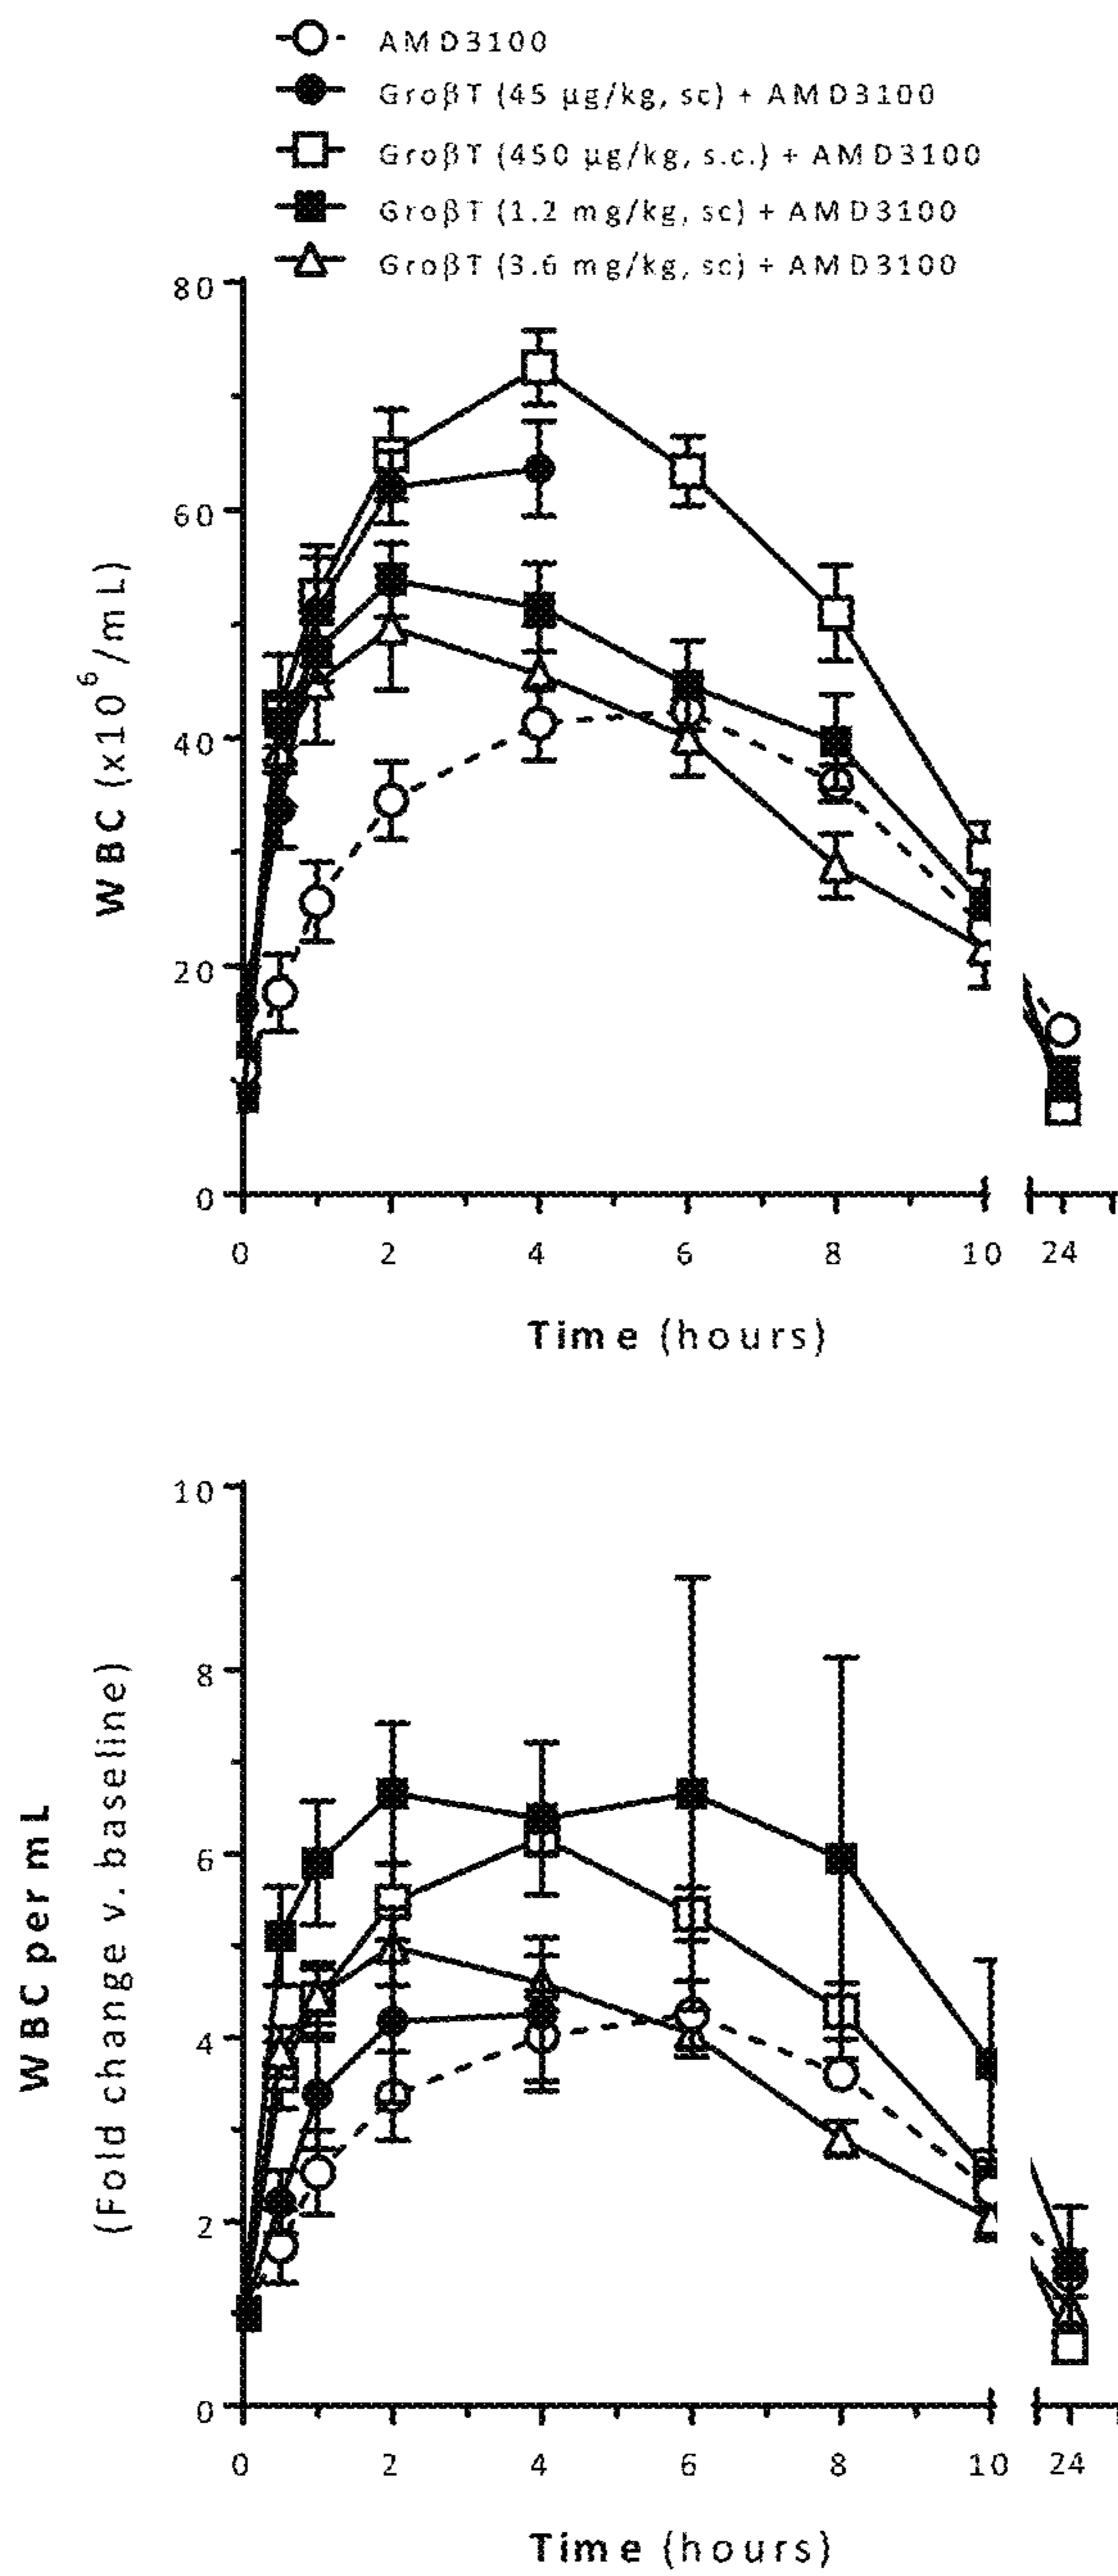 AMD3100
GroβT (45 µg/kg, sc) + AMD3100
GroβT (450 µg/kg, s.c.) + AMD3100
GroβT (1.2 mg/kg, sc) + AMD3100
GroβT (3.6 mg/kg, sc) + AMD3100
80
60
40
20
0
WBC (x10⁶/mL)
0 2 4 6 8 10 24
Time (hours)
10
8
6
4
2
0
WBC per mL
(Fold change v. baseline)
0 2 4 6 8 10 24
Time (hours)